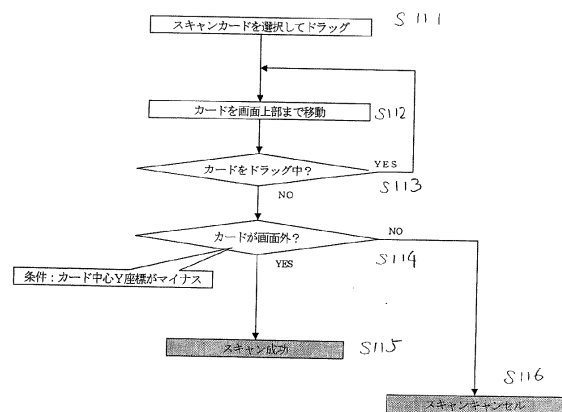 スキャンカードを選択してドラッグ
S111
カードを画面上部まで移動
S112
カードをドラッグ中?
YES
S113
NO
カードが画面外?
NO
S114
YES
条件:カード中心Y座標がマイナス
スキャン成功
S115
S116
スキャンキャンセル